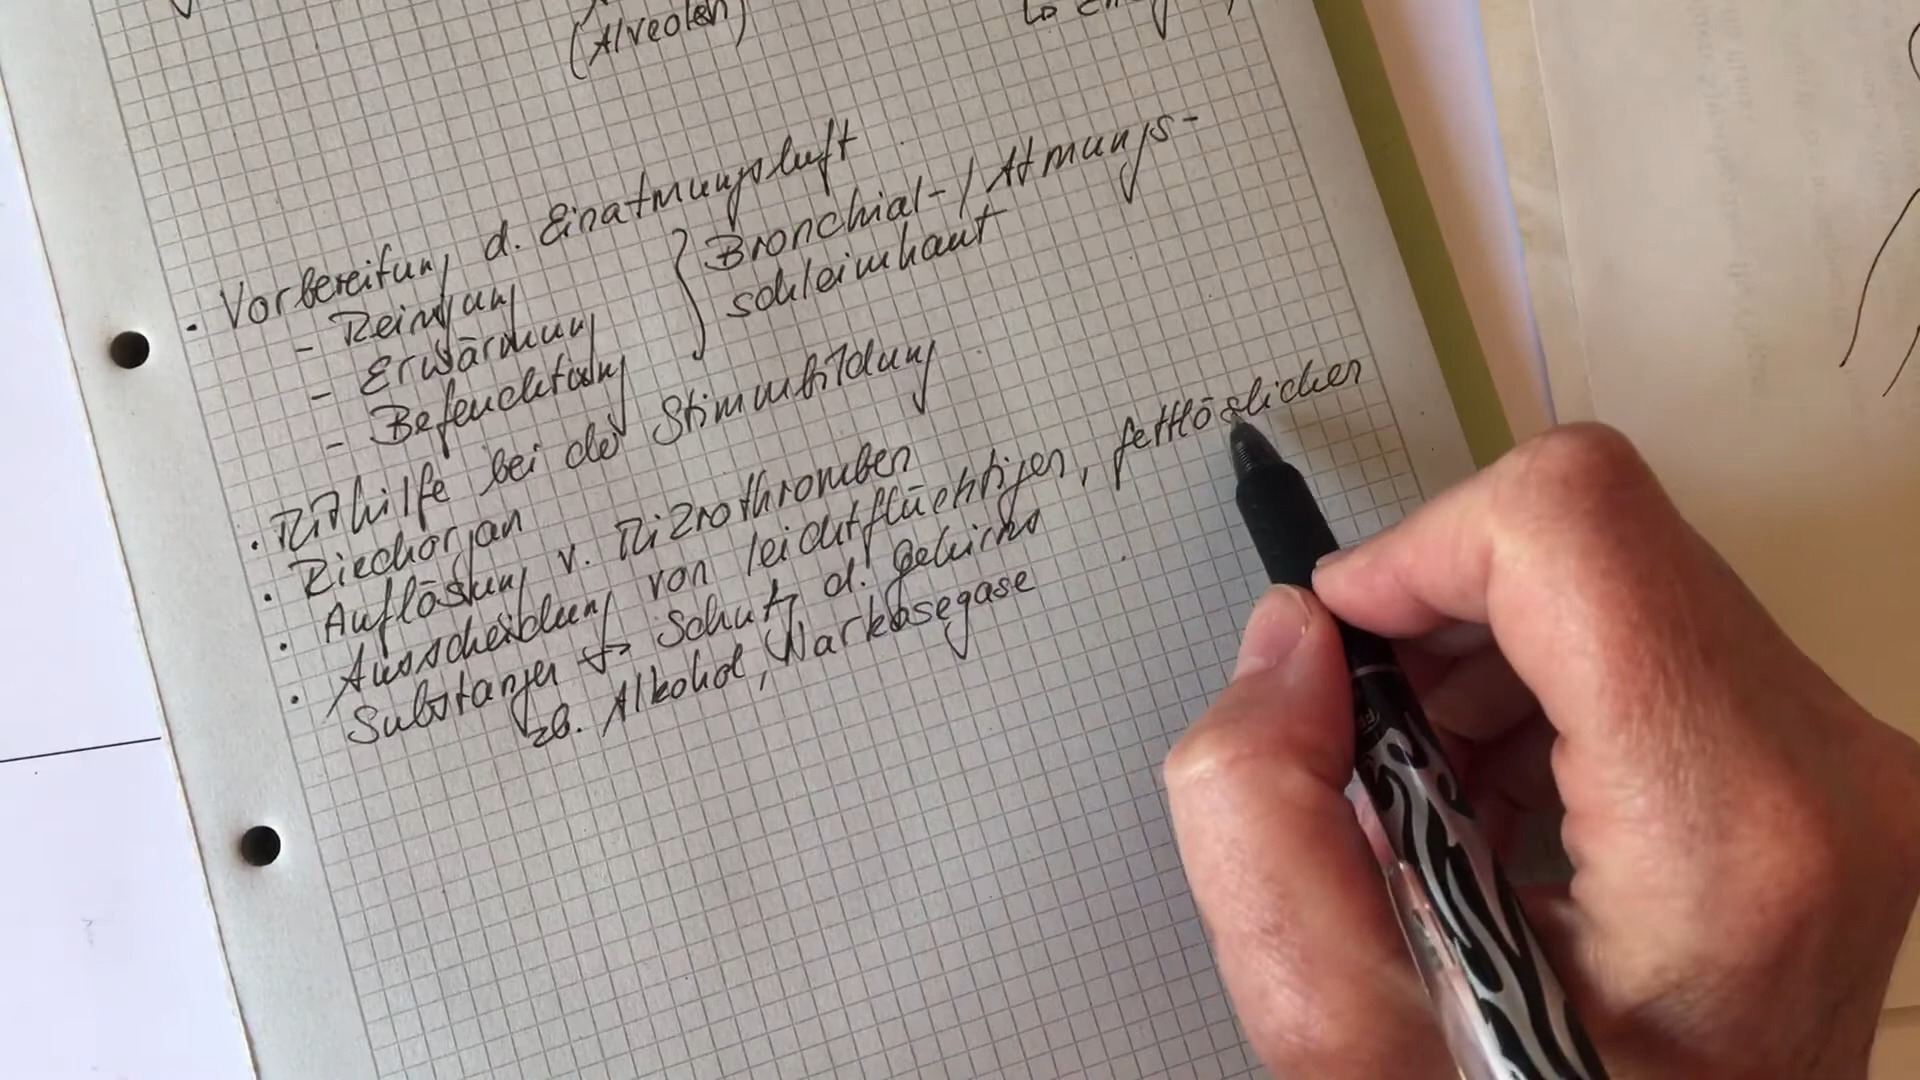 (Alveolen)
• Vorbereitung d. Einatmungsluft
- Reinigung
- Erwärmung
- Befeuchtung
} Bronchial-/Atmungs-
schleimhaut
• Mithilfe bei der Stimmbildung
• Riechorgan
• Auflösung v. Mikrothromben
• Ausscheidung von leichtflüchtigen, fettlöslichen
Substanzen → Schutz d. Gehirns
zB. Alkohol, Narkosegase